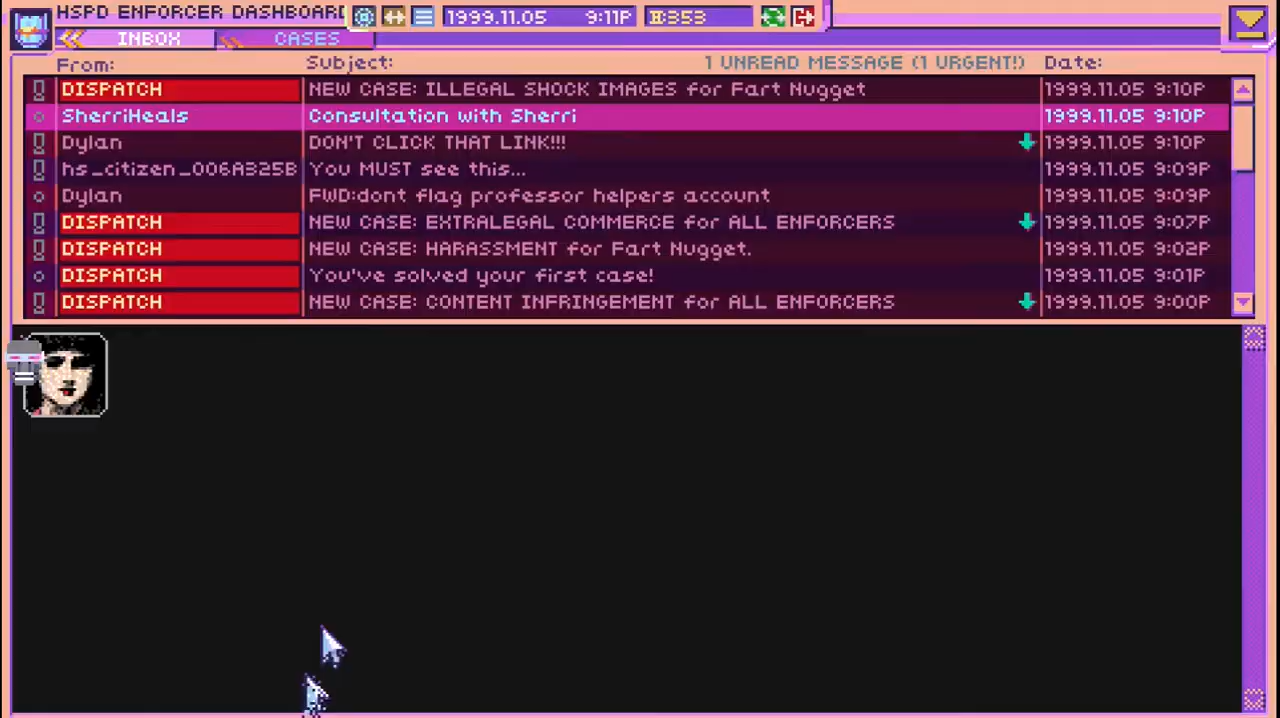 HSPD ENFORCER DASHBOARD
1999.11.05 9:11P
353
INBOX
CASES
From: Subject: 1 UNREAD MESSAGE (1 URGENT!) Date:
DISPATCH NEW CASE: ILLEGAL SHOCK IMAGES for Fart Nugget 1999.11.05 9:10P
SherriHeals Consultation with Sherri 1999.11.05 9:10P
Dylan DON'T CLICK THAT LINK!!! 1999.11.05 9:10P
hs_citizen_006A325B You MUST see this... 1999.11.05 9:09P
Dylan FWD:dont flag professor helpers account 1999.11.05 9:09P
DISPATCH NEW CASE: EXTRALEGAL COMMERCE for ALL ENFORCERS 1999.11.05 9:07P
DISPATCH NEW CASE: HARASSMENT for Fart Nugget. 1999.11.05 9:02P
DISPATCH You've solved your first case! 1999.11.05 9:01P
DISPATCH NEW CASE: CONTENT INFRINGEMENT for ALL ENFORCERS 1999.11.05 9:00P